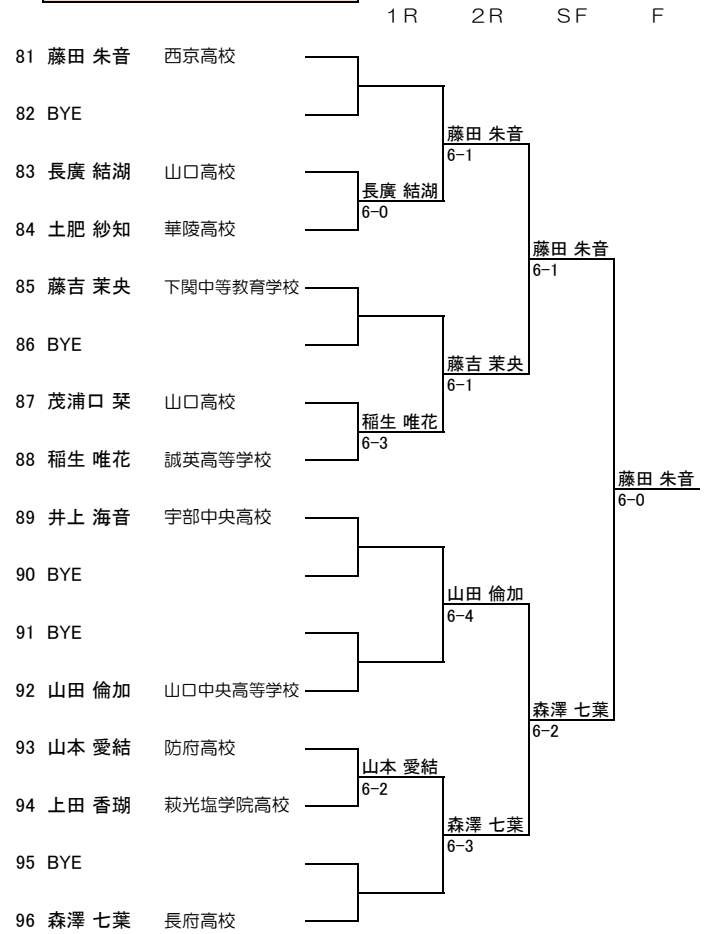 １Ｒ ２Ｒ ＳＦ Ｆ
81 藤田 朱音 西京高校
82 BYE
藤田 朱音
6-1
83 長廣 結湖 山口高校
長廣 結湖
6-0
84 土肥 紗知 華陵高校
藤田 朱音
6-1
85 藤吉 茉央 下関中等教育学校
86 BYE
藤吉 茉央
6-1
87 茂浦口 栞 山口高校
稲生 唯花
6-3
88 稲生 唯花 誠英高等学校
藤田 朱音
6-0
89 井上 海音 宇部中央高校
90 BYE
山田 倫加
6-4
91 BYE
92 山田 倫加 山口中央高等学校
森澤 七葉
6-2
93 山本 愛結 防府高校
山本 愛結
6-2
94 上田 香瑚 萩光塩学院高校
森澤 七葉
6-3
95 BYE
96 森澤 七葉 長府高校